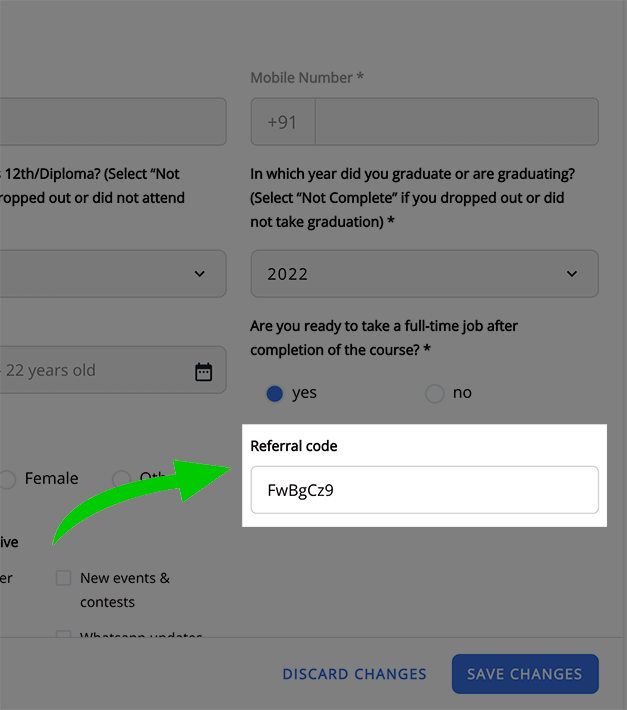 Mobile Number *
+91
s 12th/Diploma? (Select “Not
ropped out or did not attend
In which year did you graduate or are graduating?
(Select “Not Complete” if you dropped out or did
not take graduation) *
2022
Are you ready to take a full-time job after
completion of the course? *
- 22 years old
yes
no
Referral code
FwBgCz9
Female
Oth
ive
er
New events &
contests
Whatsapp updates
DISCARD CHANGES
SAVE CHANGES